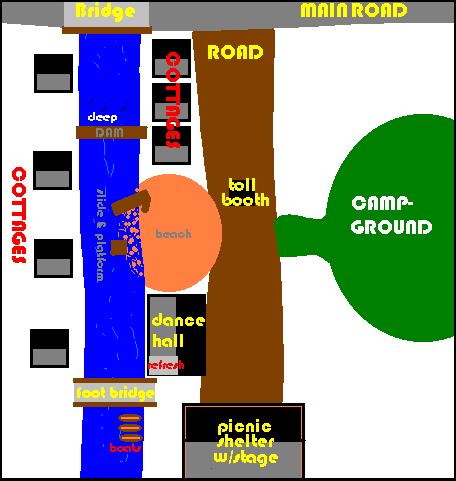 Bridge
MAIN ROAD
ROAD
COTTAGES
deep
DAM
toll
booth
CAMP-
GROUND
COTTAGES
slide & platform
beach
dance
hall
refresh
foot bridge
boats
picnic
shelter
w/stage